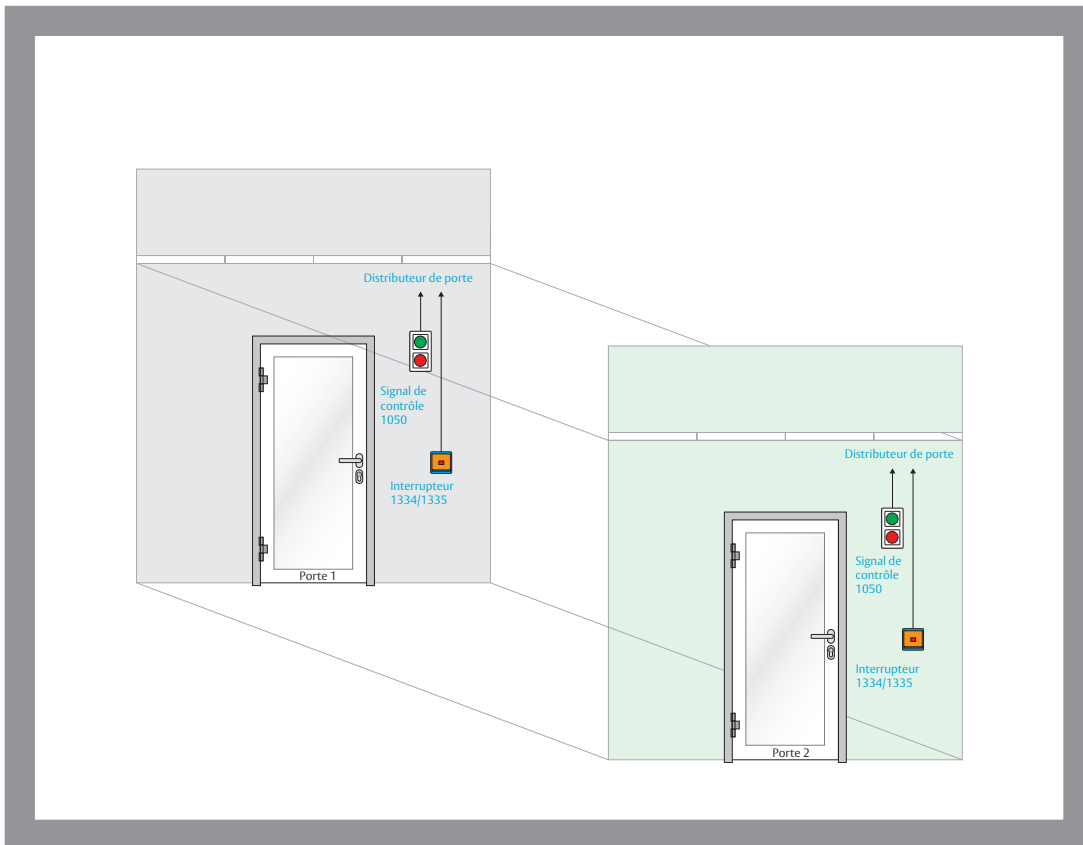 Distributeur de porte
Signal de
contrôle
1050
Interrupteur
1334/1335
Porte 1
Distributeur de porte
Signal de
contrôle
1050
Interrupteur
1334/1335
Porte 2